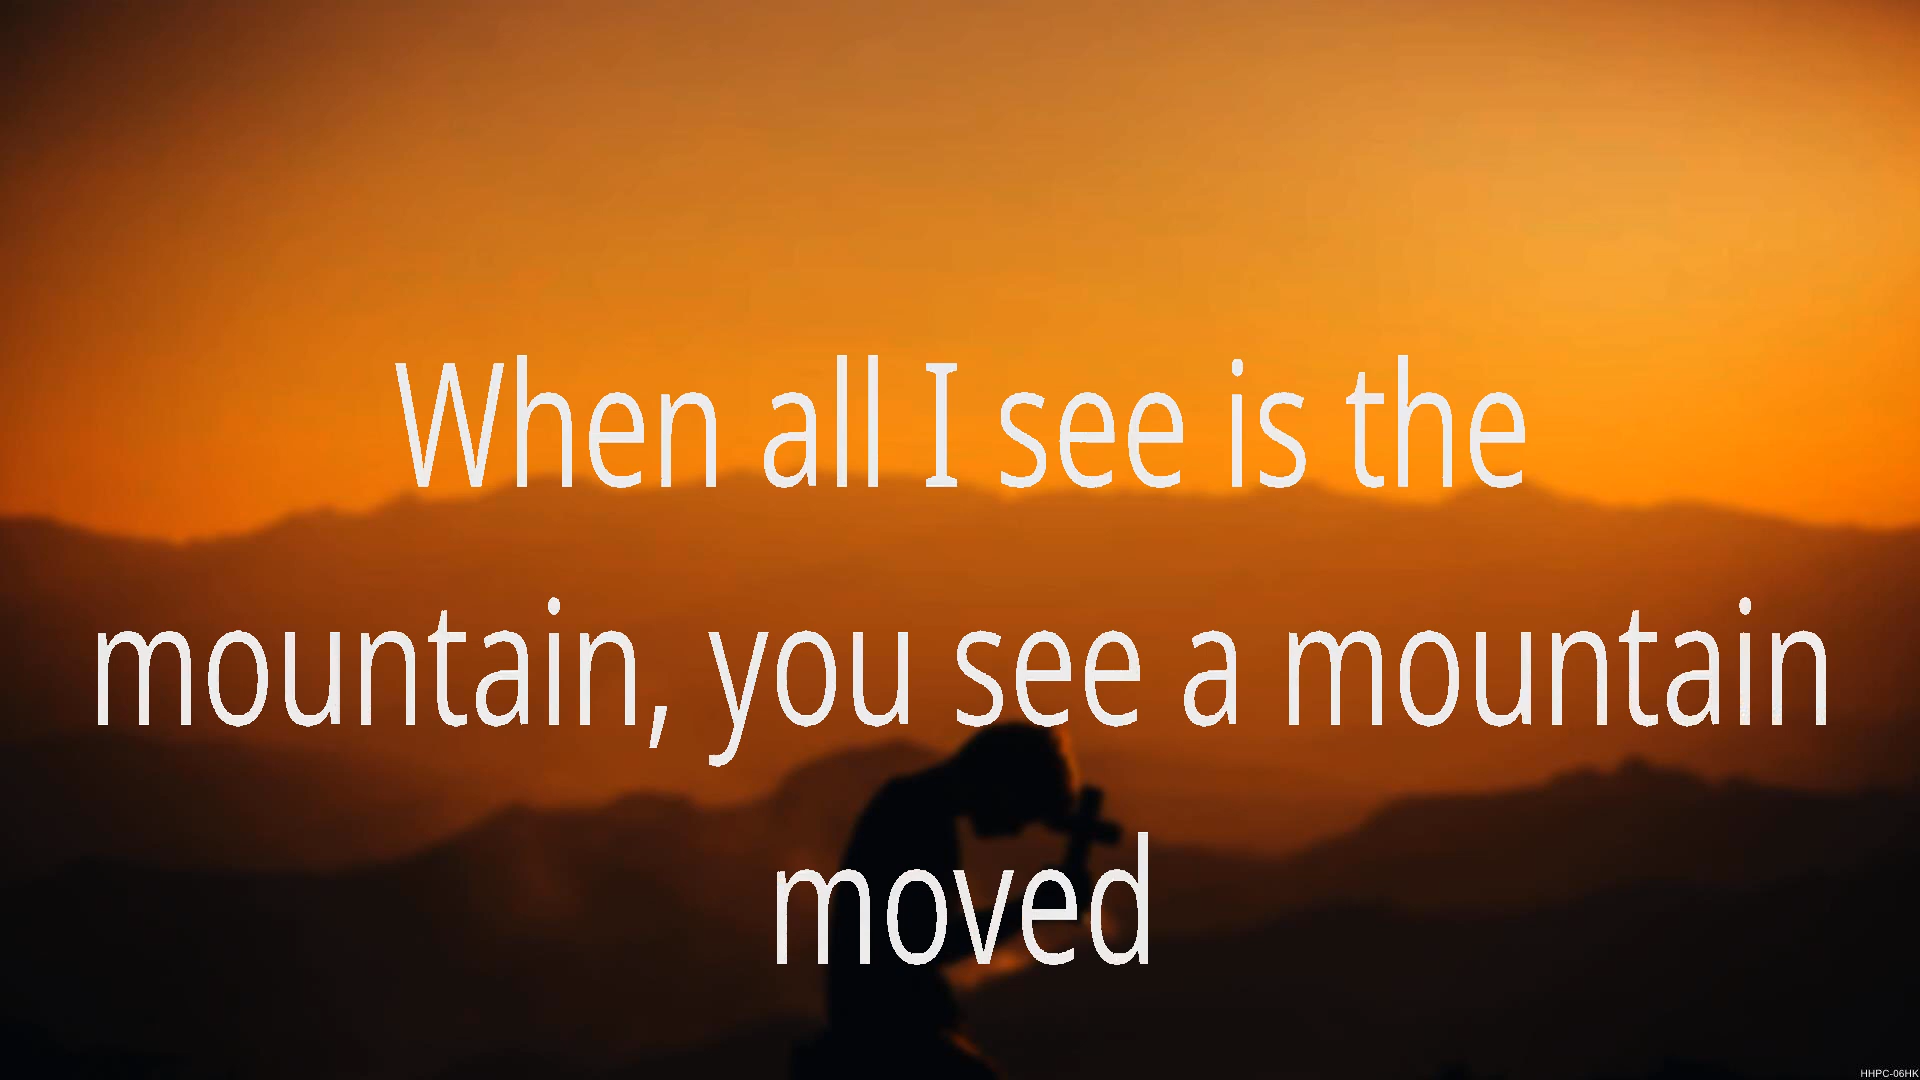 When all I see is the
mountain, you see a mountain
moved
HHPC-06HK